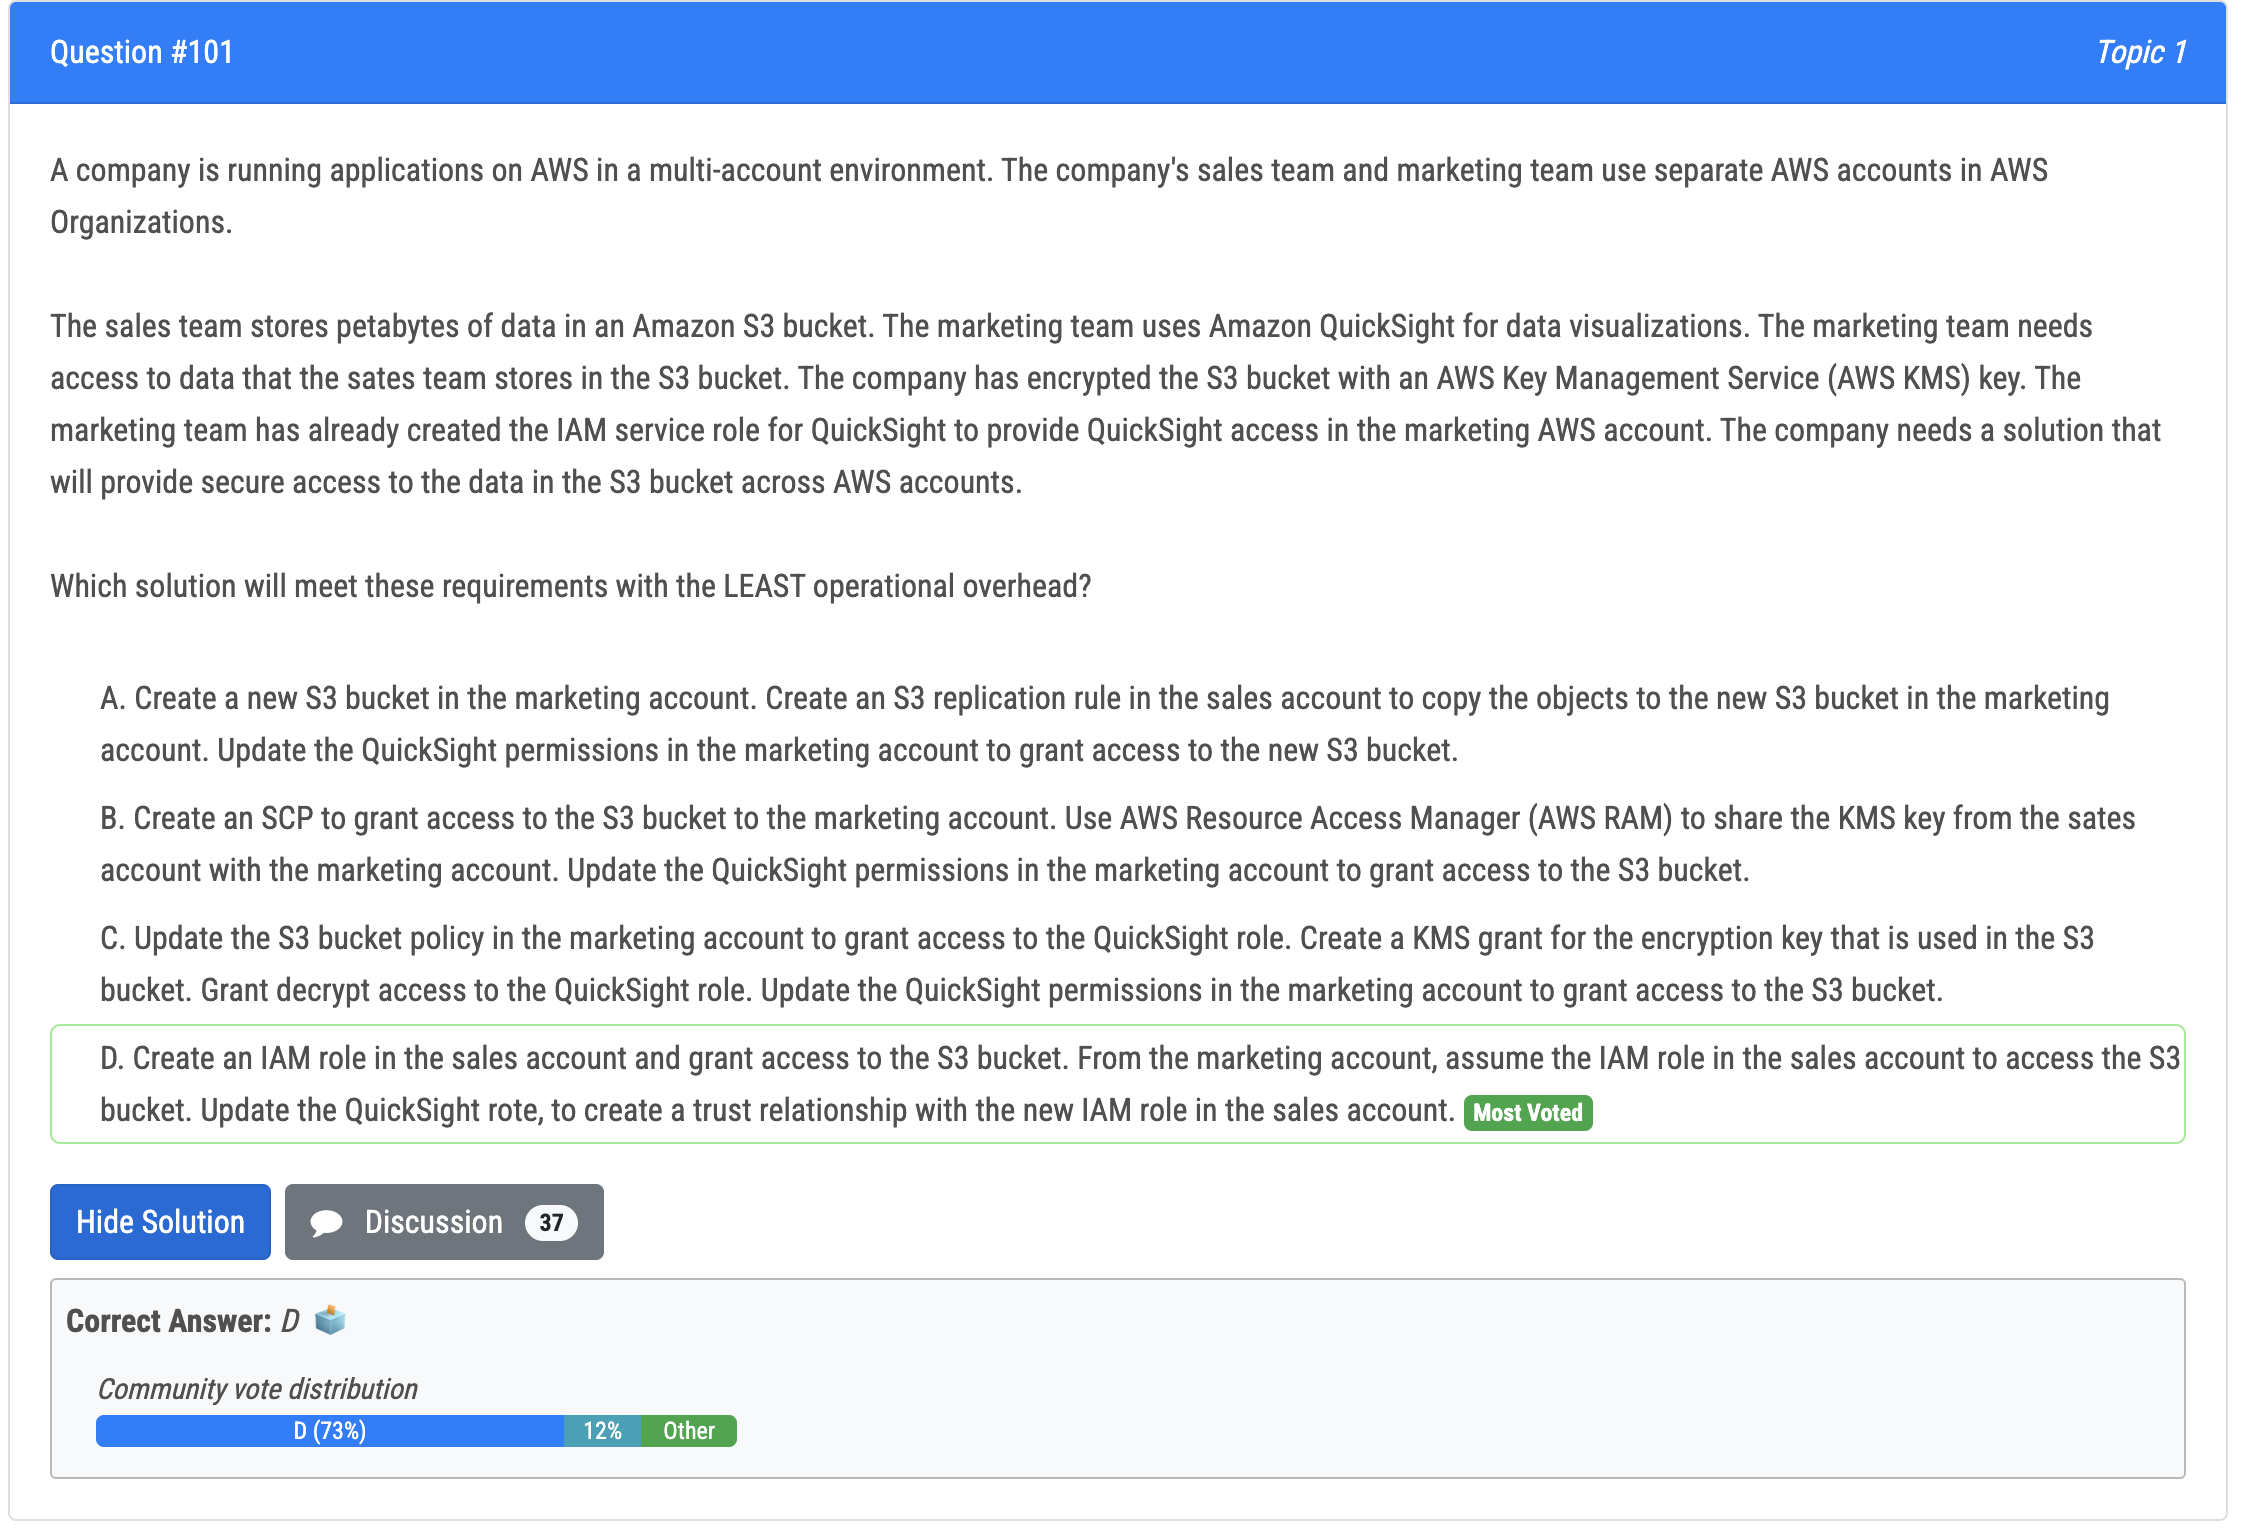 Question #101
Topic 1
A company is running applications on AWS in a multi-account environment. The company's sales team and marketing team use separate AWS accounts in AWS
Organizations.
The sales team stores petabytes of data in an Amazon S3 bucket. The marketing team uses Amazon QuickSight for data visualizations. The marketing team needs
access to data that the sates team stores in the S3 bucket. The company has encrypted the S3 bucket with an AWS Key Management Service (AWS KMS) key. The
marketing team has already created the IAM service role for QuickSight to provide QuickSight access in the marketing AWS account. The company needs a solution that
will provide secure access to the data in the S3 bucket across AWS accounts.
Which solution will meet these requirements with the LEAST operational overhead?
A. Create a new S3 bucket in the marketing account. Create an S3 replication rule in the sales account to copy the objects to the new S3 bucket in the marketing
account. Update the QuickSight permissions in the marketing account to grant access to the new S3 bucket.
B. Create an SCP to grant access to the S3 bucket to the marketing account. Use AWS Resource Access Manager (AWS RAM) to share the KMS key from the sates
account with the marketing account. Update the QuickSight permissions in the marketing account to grant access to the S3 bucket.
C. Update the S3 bucket policy in the marketing account to grant access to the QuickSight role. Create a KMS grant for the encryption key that is used in the S3
bucket. Grant decrypt access to the QuickSight role. Update the QuickSight permissions in the marketing account to grant access to the S3 bucket.
D. Create an IAM role in the sales account and grant access to the S3 bucket. From the marketing account, assume the IAM role in the sales account to access the S3
bucket. Update the QuickSight rote, to create a trust relationship with the new IAM role in the sales account. Most Voted
Hide Solution
Discussion 37
Correct Answer: D
Community vote distribution
D (73%) 12% Other